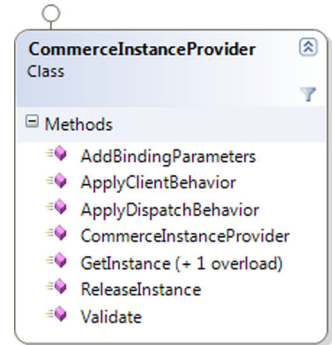 CommerceInstanceProvider
Class
Methods
AddBindingParameters
ApplyClientBehavior
ApplyDispatchBehavior
CommerceInstanceProvider
GetInstance (+ 1 overload)
ReleaseInstance
Validate